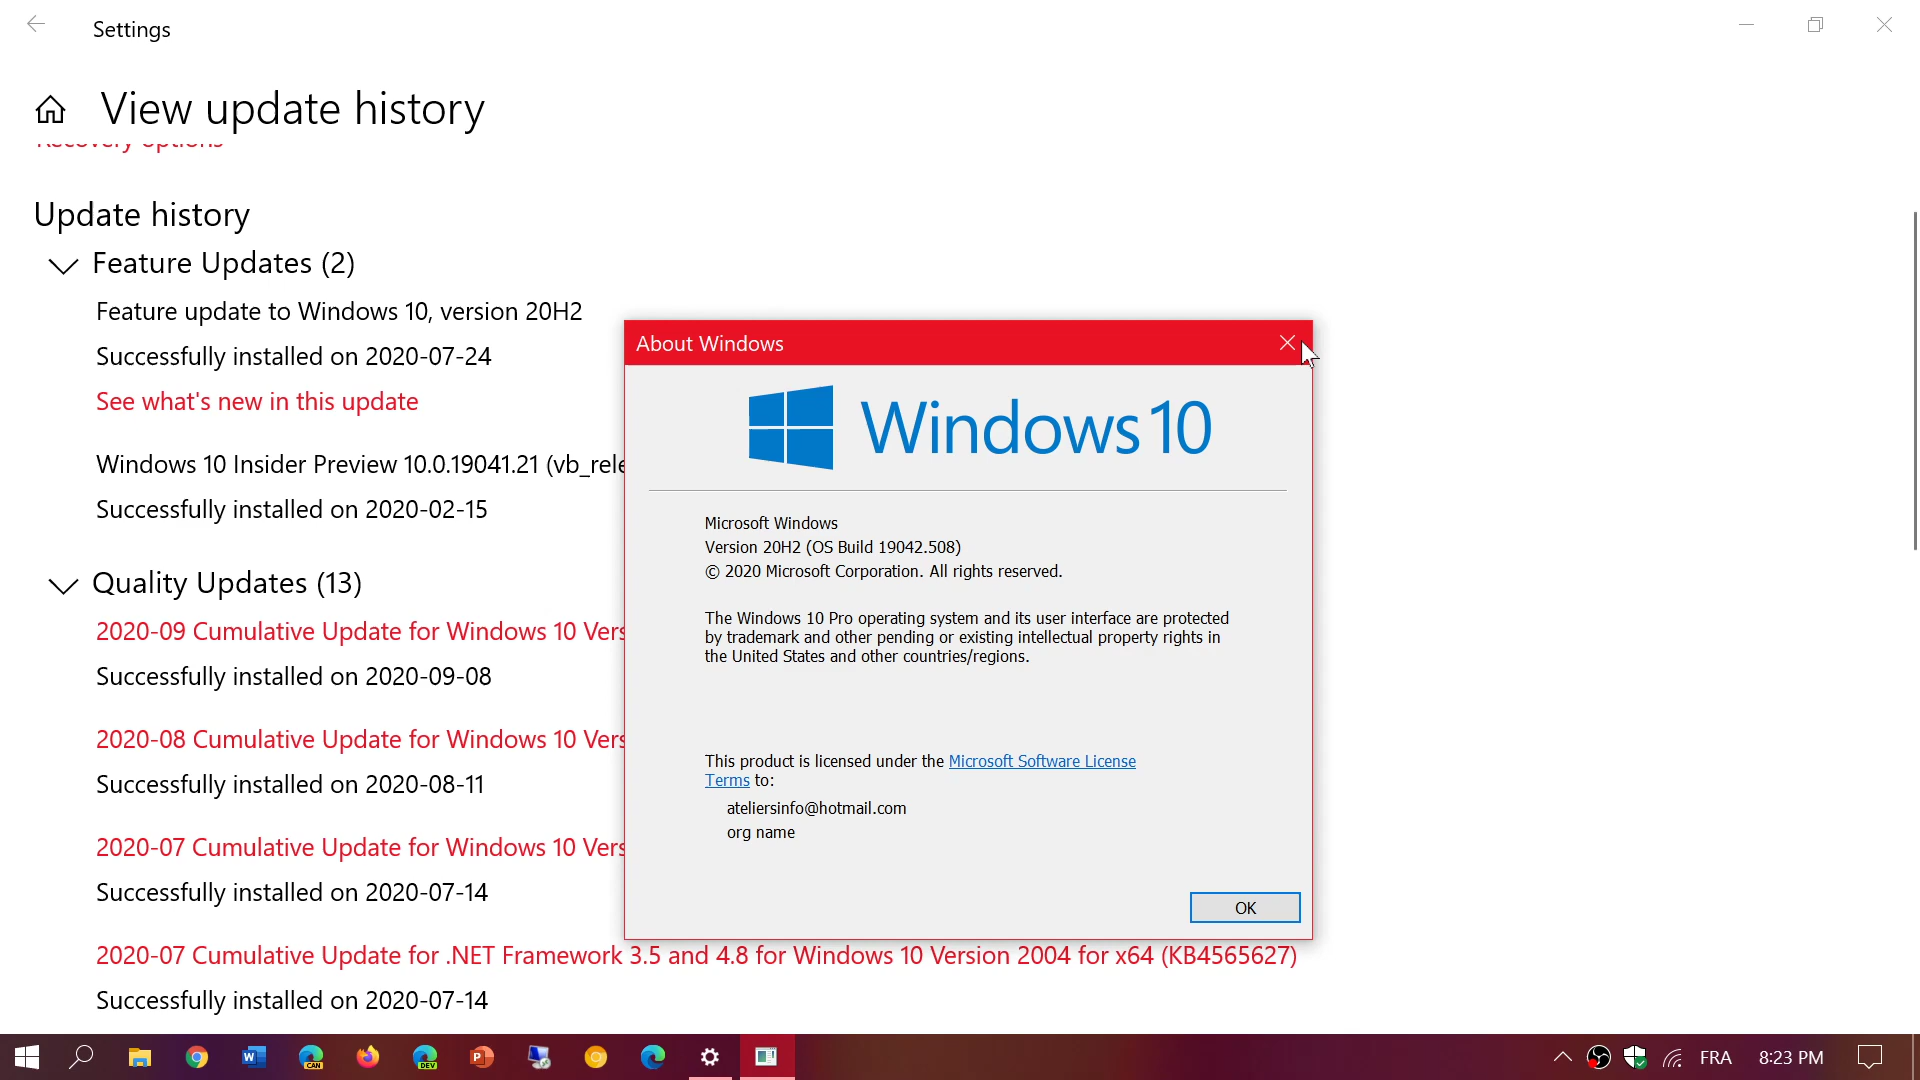 Settings
View update history
Recovery options
Update history
Feature Updates (2)
Feature update to Windows 10, version 20H2
Successfully installed on 2020-07-24
See what's new in this update
Windows 10 Insider Preview 10.0.19041.21 (vb_rele
Successfully installed on 2020-02-15
Quality Updates (13)
2020-09 Cumulative Update for Windows 10 Vers
Successfully installed on 2020-09-08
2020-08 Cumulative Update for Windows 10 Vers
Successfully installed on 2020-08-11
2020-07 Cumulative Update for Windows 10 Vers
Successfully installed on 2020-07-14
2020-07 Cumulative Update for .NET Framework 3.5 and 4.8 for Windows 10 Version 2004 for x64 (KB4565627)
Successfully installed on 2020-07-14
About Windows
Windows 10
Microsoft Windows
Version 20H2 (OS Build 19042.508)
© 2020 Microsoft Corporation. All rights reserved.
The Windows 10 Pro operating system and its user interface are protected
by trademark and other pending or existing intellectual property rights in
the United States and other countries/regions.
This product is licensed under the Microsoft Software License
Terms to:
ateliersinfo@hotmail.com
org name
OK
W
CAN
DEV
P
FRA
8:23 PM